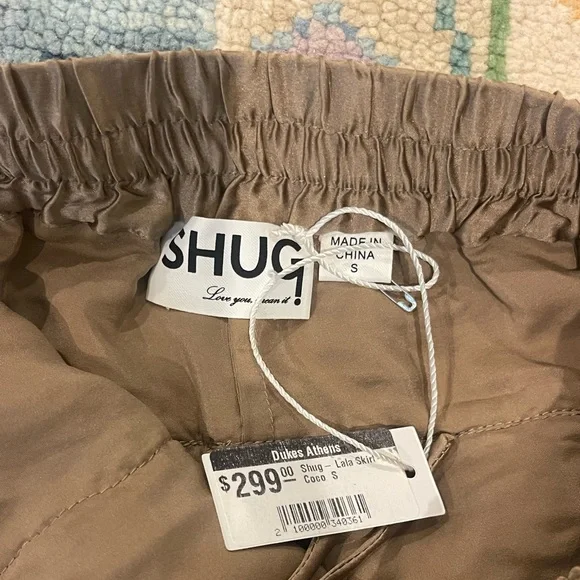 SHUG!
Love you, mean it
MADE IN
CHINA
S
Dukes Athens
$299.00 Shug- Lala Skirt
Coco S
2 100000 340361